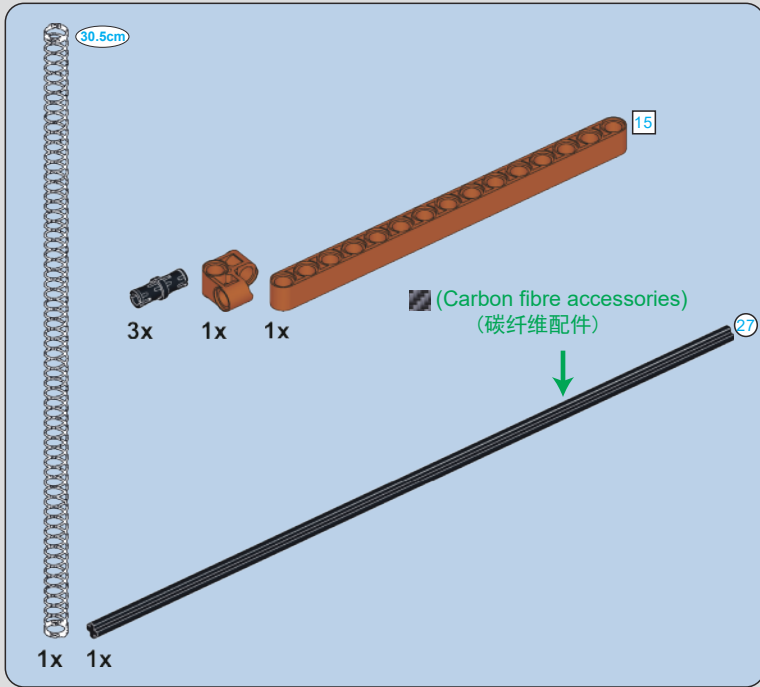 30.5cm
15
3x
1x
1x
(Carbon fibre accessories)
(碳纤维配件)
27
1x
1x